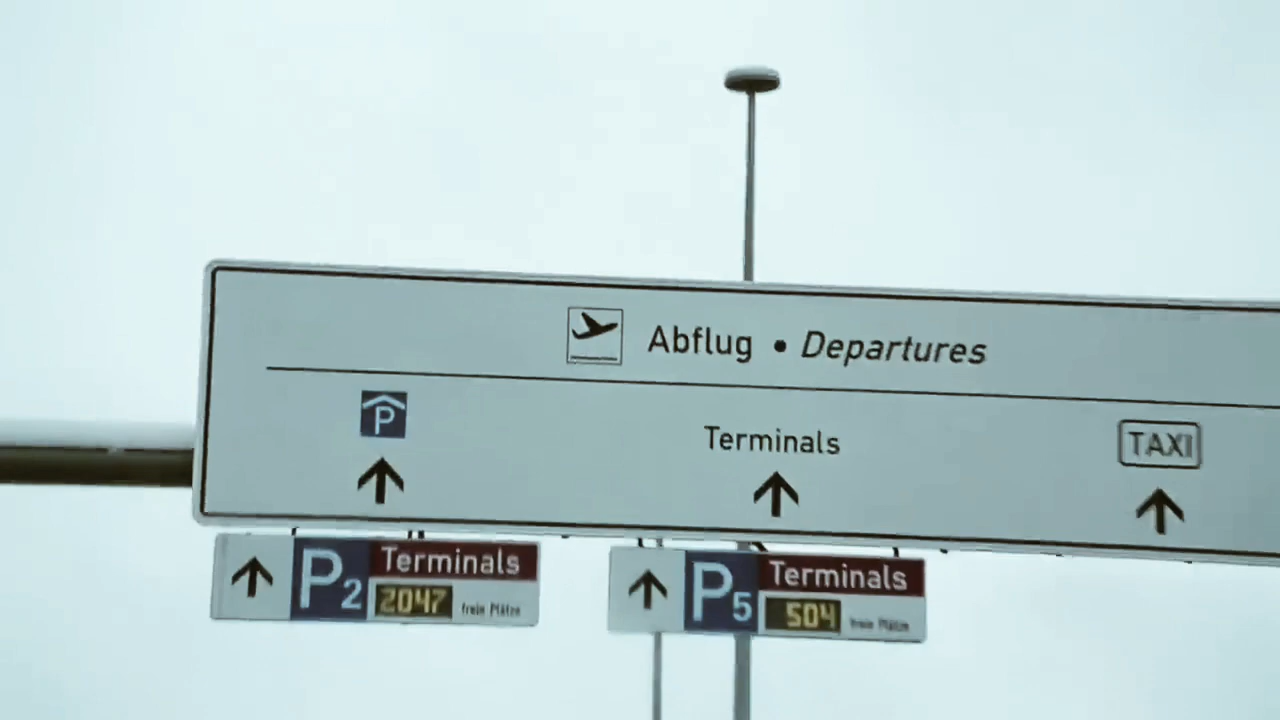 Abflug • Departures
P
Terminals
TAXI
P2
Terminals
2047
freie Plätze
P5
Terminals
504
freie Plätze